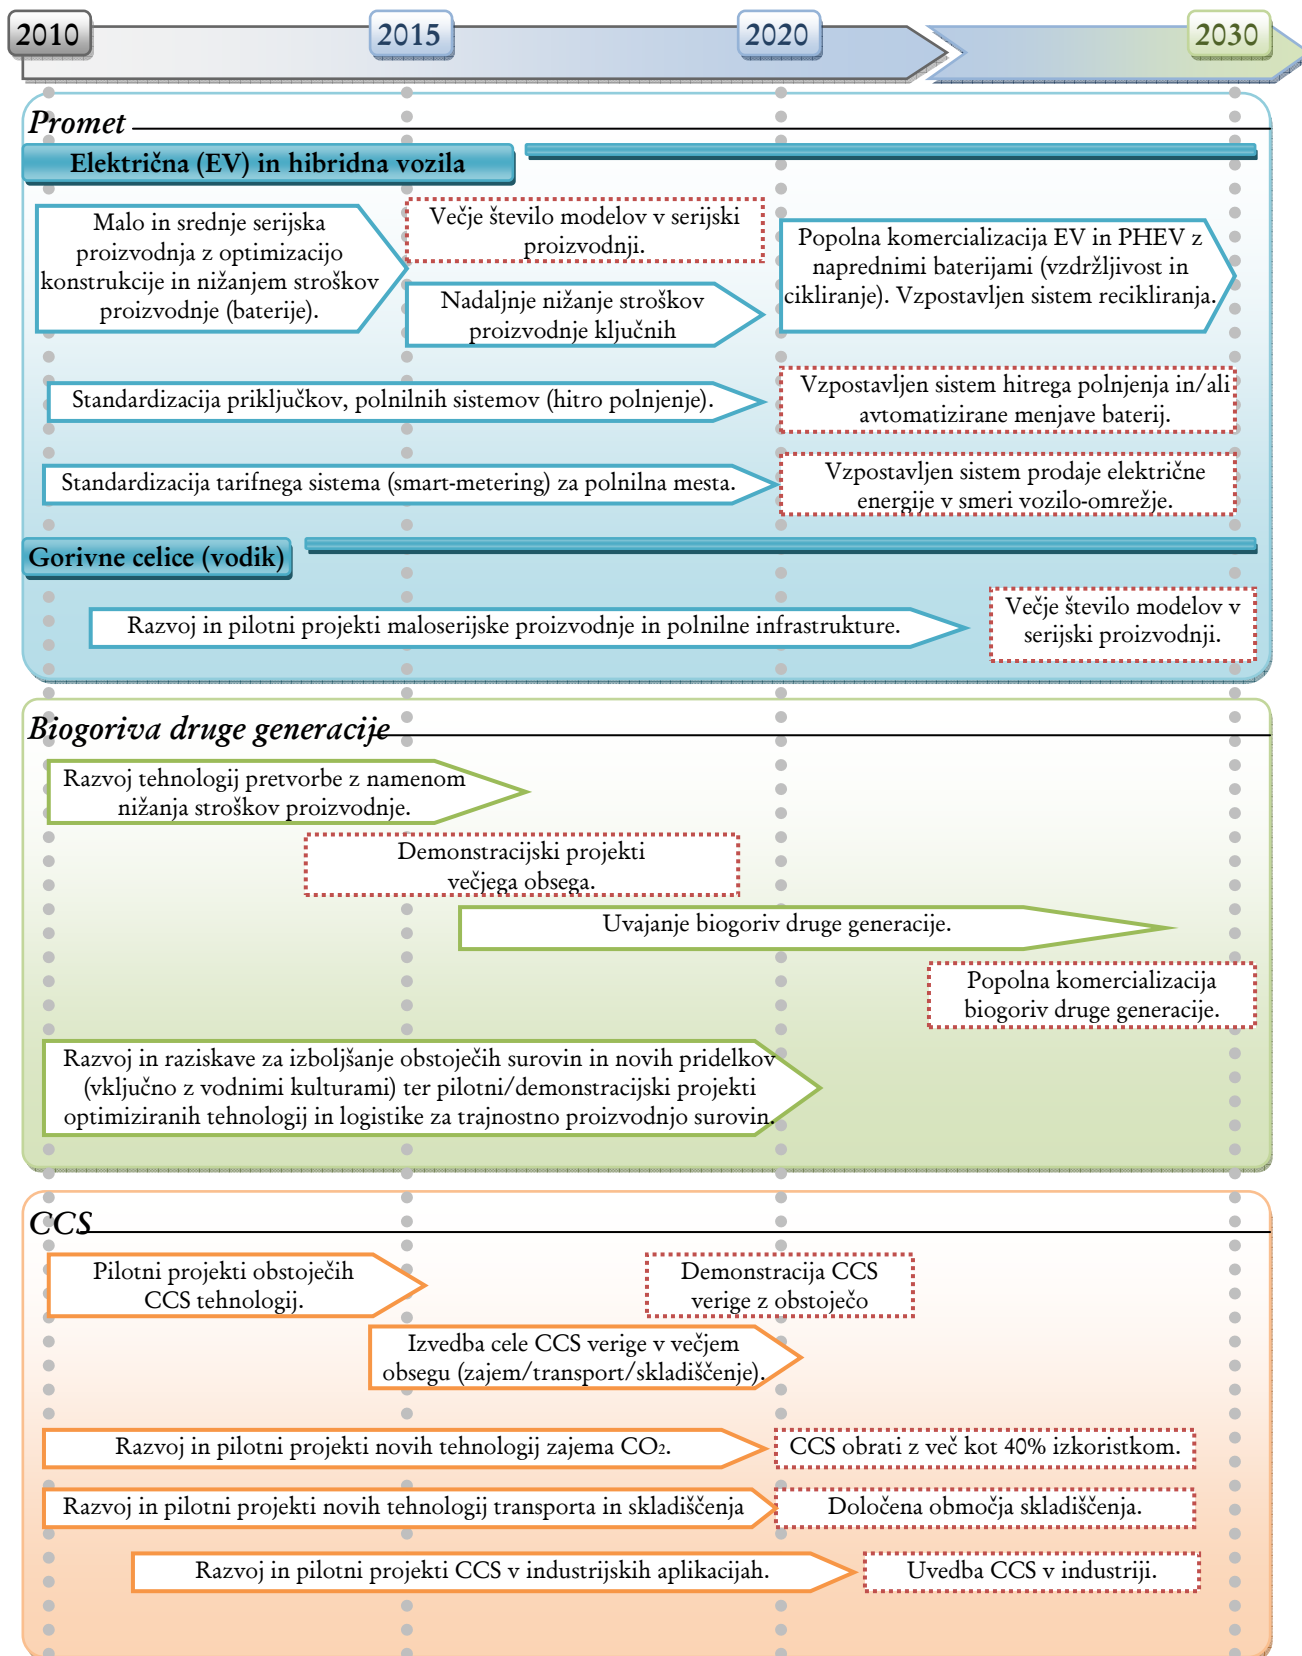 2010
2015
2020
2030
Promet
Električna (EV) in hibridna vozila
Malo in srednje serijska
proizvodnja z optimizacijo
konstrukcije in nižanjem stroškov
proizvodnje (baterije).
Večje število modelov v serijski
proizvodnji.
Nadaljnje nižanje stroškov
proizvodnje ključnih
Popolna komercializacija EV in PHEV z
naprednimi baterijami (vzdržljivost in
cikliranje). Vzpostavljen sistem recikliranja.
Standardizacija priključkov, polnilnih sistemov (hitro polnjenje).
Vzpostavljen sistem hitrega polnjenja in/ali
avtomatizirane menjave baterij.
Standardizacija tarifnega sistema (smart-metering) za polnilna mesta.
Vzpostavljen sistem prodaje električne
energije v smeri vozilo-omrežje.
Gorivne celice (vodik)
Razvoj in pilotni projekti maloserijske proizvodnje in polnilne infrastrukture.
Večje število modelov v
serijski proizvodnji.
Biogoriva druge generacije
Razvoj tehnologij pretvorbe z namenom
nižanja stroškov proizvodnje.
Demonstracijski projekti
večjega obsega.
Uvajanje biogoriv druge generacije.
Popolna komercializacija
biogoriv druge generacije.
Razvoj in raziskave za izboljšanje obstoječih surovin in novih pridelkov
(vključno z vodnimi kulturami) ter pilotni/demonstracijski projekti
optimiziranih tehnologij in logistike za trajnostno proizvodnjo surovin.
CCS
Pilotni projekti obstoječih
CCS tehnologij.
Demonstracija CCS
verige z obstoječo
Izvedba cele CCS verige v večjem
obsegu (zajem/transport/skladiščenje).
Razvoj in pilotni projekti novih tehnologij zajema CO₂.
CCS obrati z več kot 40% izkoristkom.
Razvoj in pilotni projekti novih tehnologij transporta in skladiščenja
Določena območja skladiščenja.
Razvoj in pilotni projekti CCS v industrijskih aplikacijah.
Uvedba CCS v industriji.